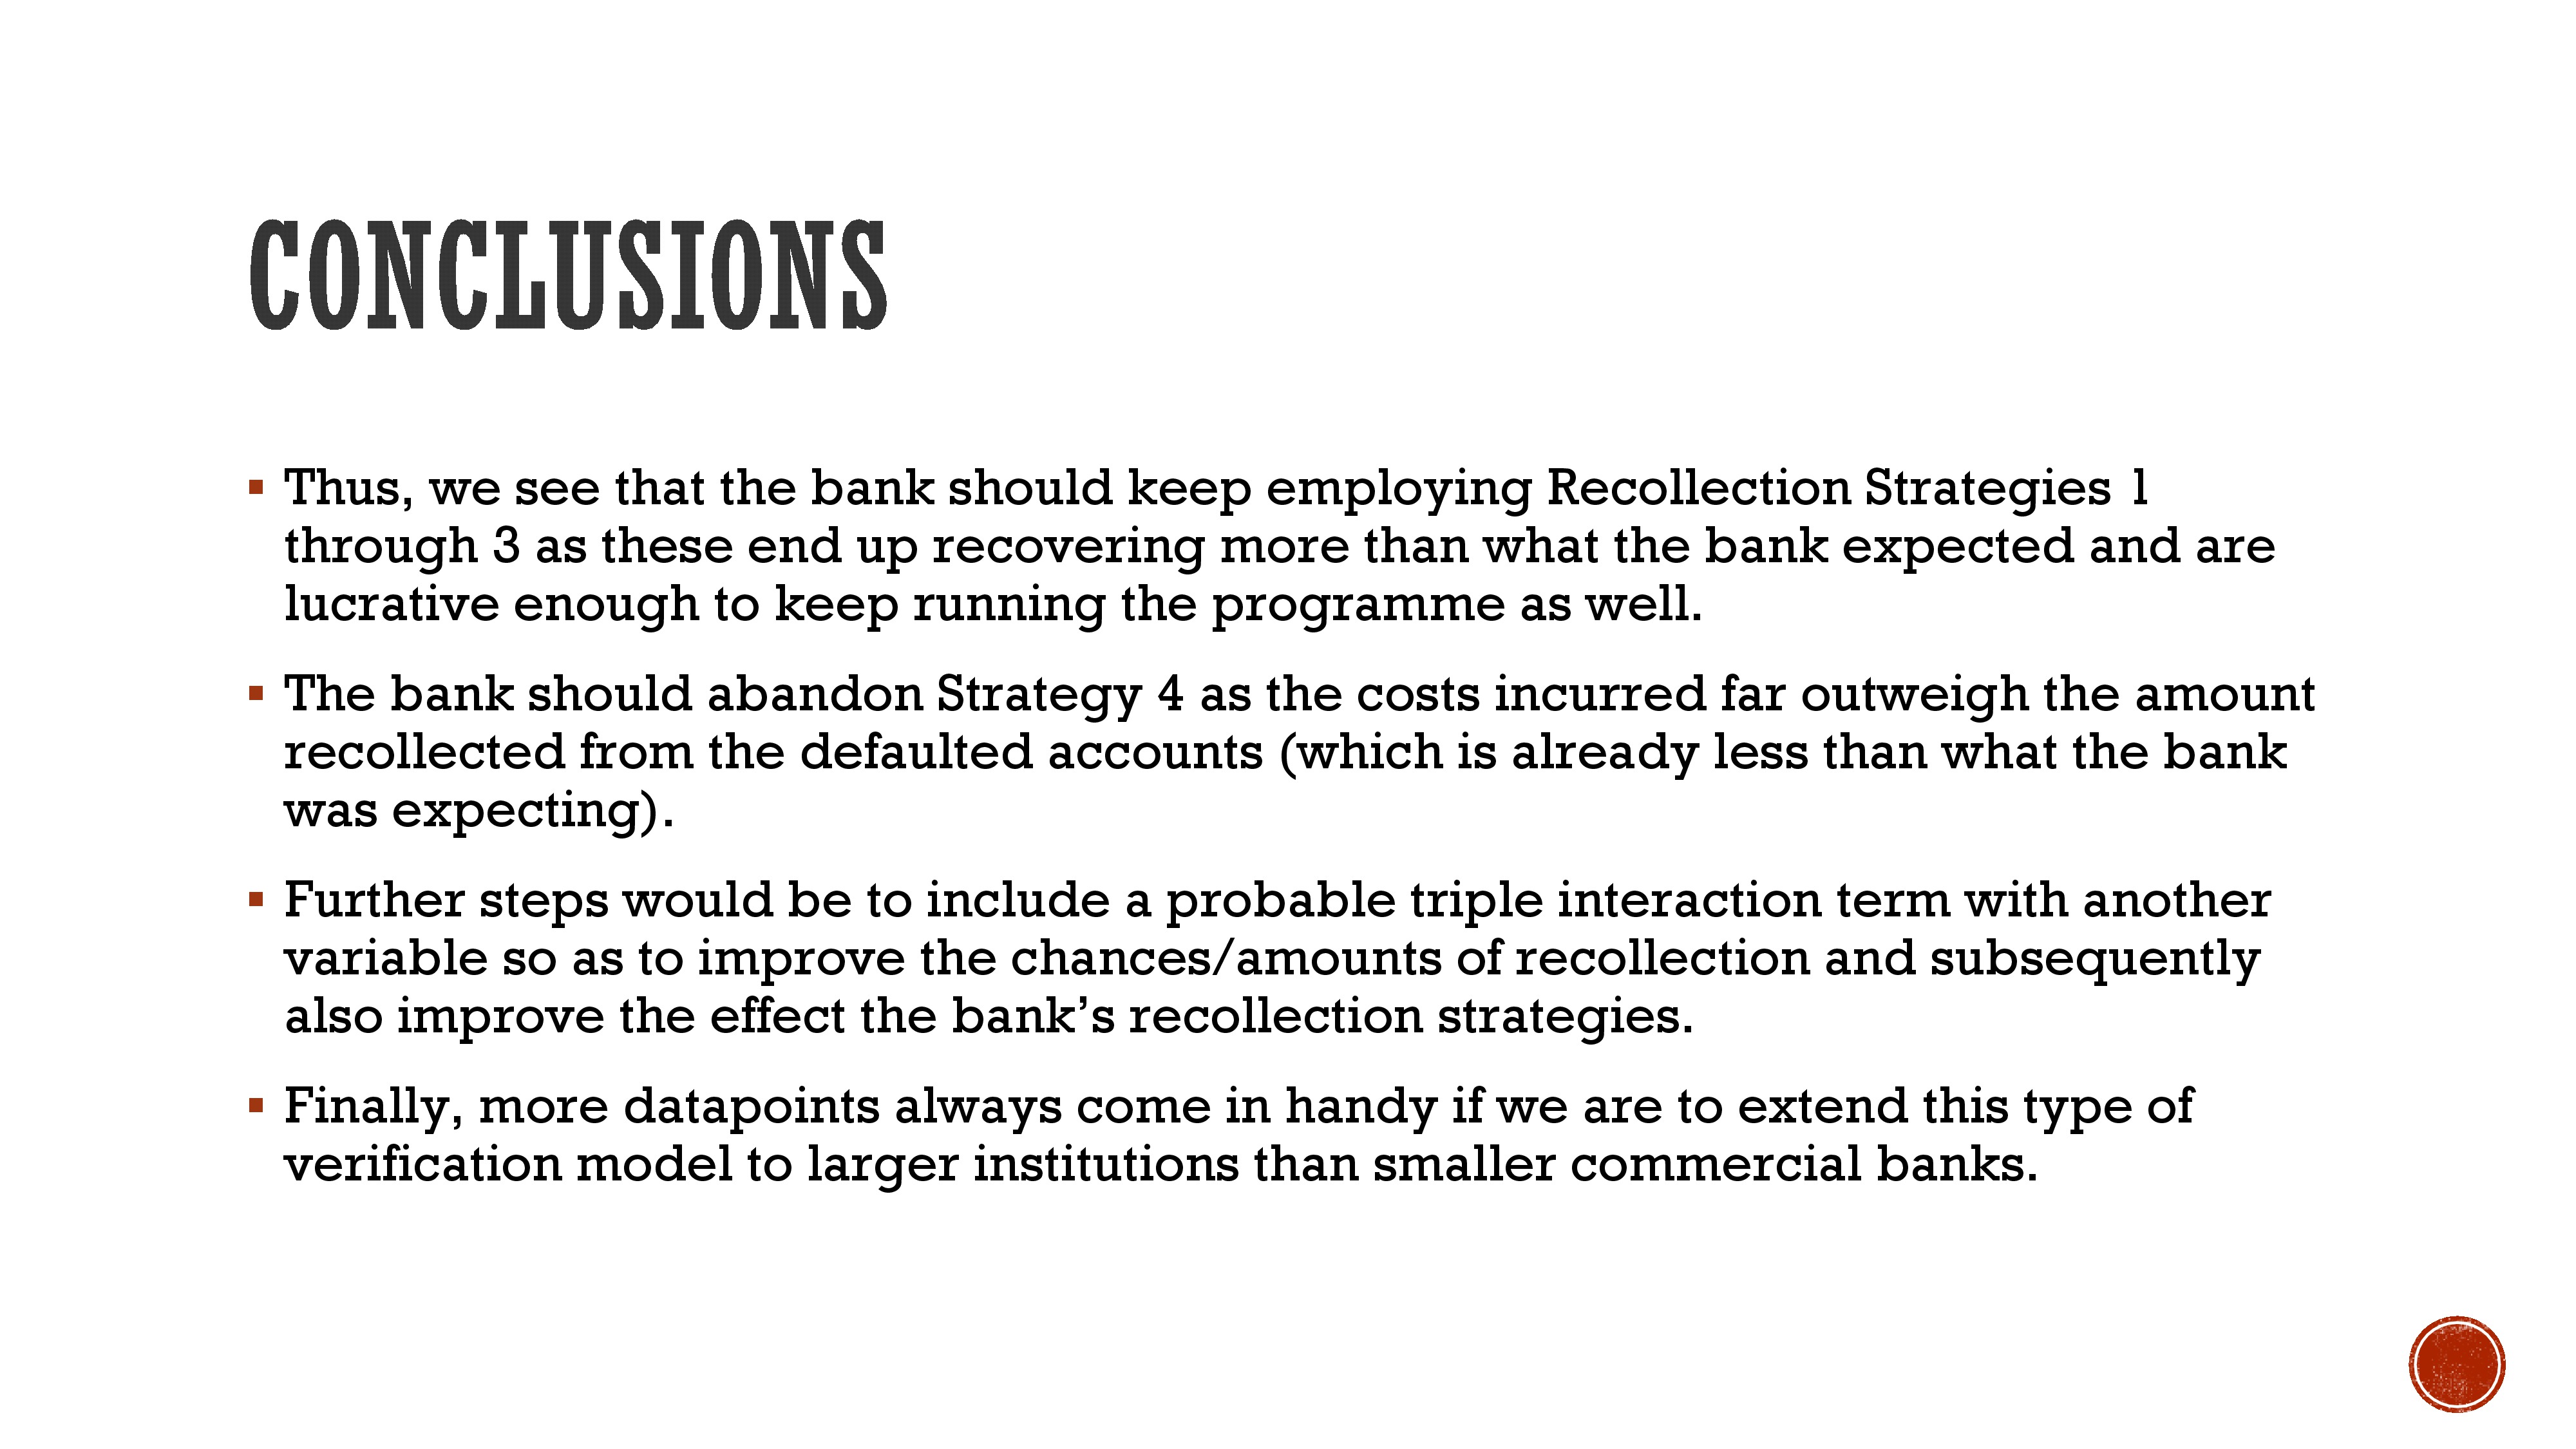 CONCLUSIONS
▪ Thus, we see that the bank should keep employing Recollection Strategies 1
through 3 as these end up recovering more than what the bank expected and are
lucrative enough to keep running the programme as well.
▪ The bank should abandon Strategy 4 as the costs incurred far outweigh the amount
recollected from the defaulted accounts (which is already less than what the bank
was expecting).
▪ Further steps would be to include a probable triple interaction term with another
variable so as to improve the chances/amounts of recollection and subsequently
also improve the effect the bank’s recollection strategies.
▪ Finally, more datapoints always come in handy if we are to extend this type of
verification model to larger institutions than smaller commercial banks.